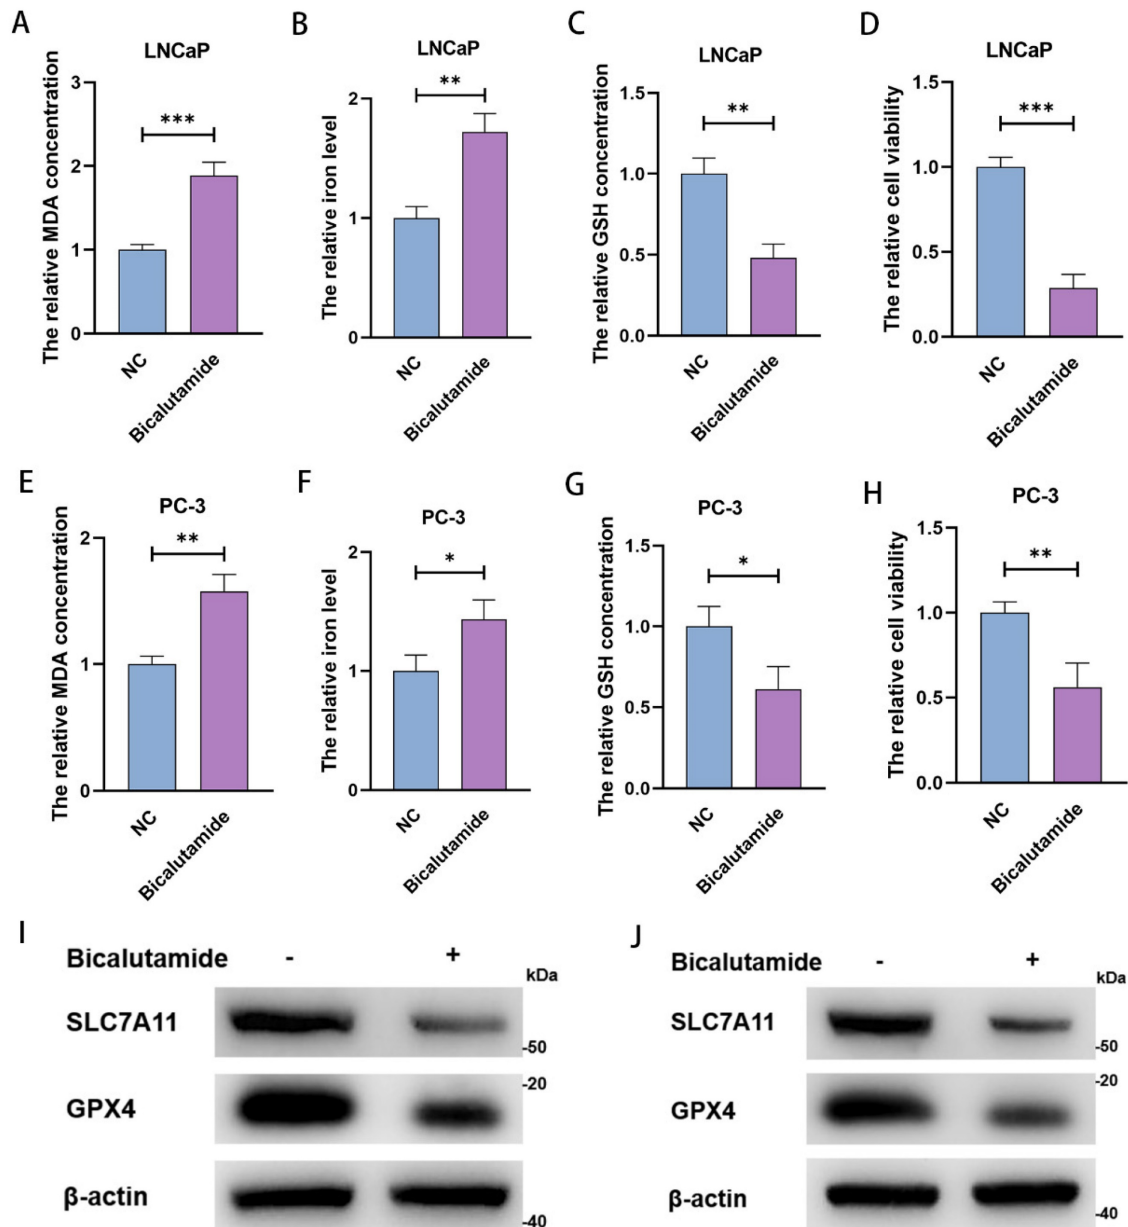 A
LNCaP
The relative MDA concentration
3
2
1
0
***
NC
Bicalutamide
B
LNCaP
The relative iron level
2
1
0
**
NC
Bicalutamide
C
LNCaP
The relative GSH concentration
1.5
1.0
0.5
0.0
**
NC
Bicalutamide
D
LNCaP
The relative cell viability
1.5
1.0
0.5
0.0
***
NC
Bicalutamide
E
PC-3
The relative MDA concentration
2
1
0
**
NC
Bicalutamide
F
PC-3
The relative iron level
2
1
0
*
NC
Bicalutamide
G
PC-3
The relative GSH concentration
1.5
1.0
0.5
0.0
*
NC
Bicalutamide
H
PC-3
The relative cell viability
1.5
1.0
0.5
0.0
**
NC
Bicalutamide
I
Bicalutamide - +
kDa
SLC7A11
-50
-20
GPX4
β-actin
-40
J
Bicalutamide - +
kDa
SLC7A11
-50
-20
GPX4
β-actin
-40